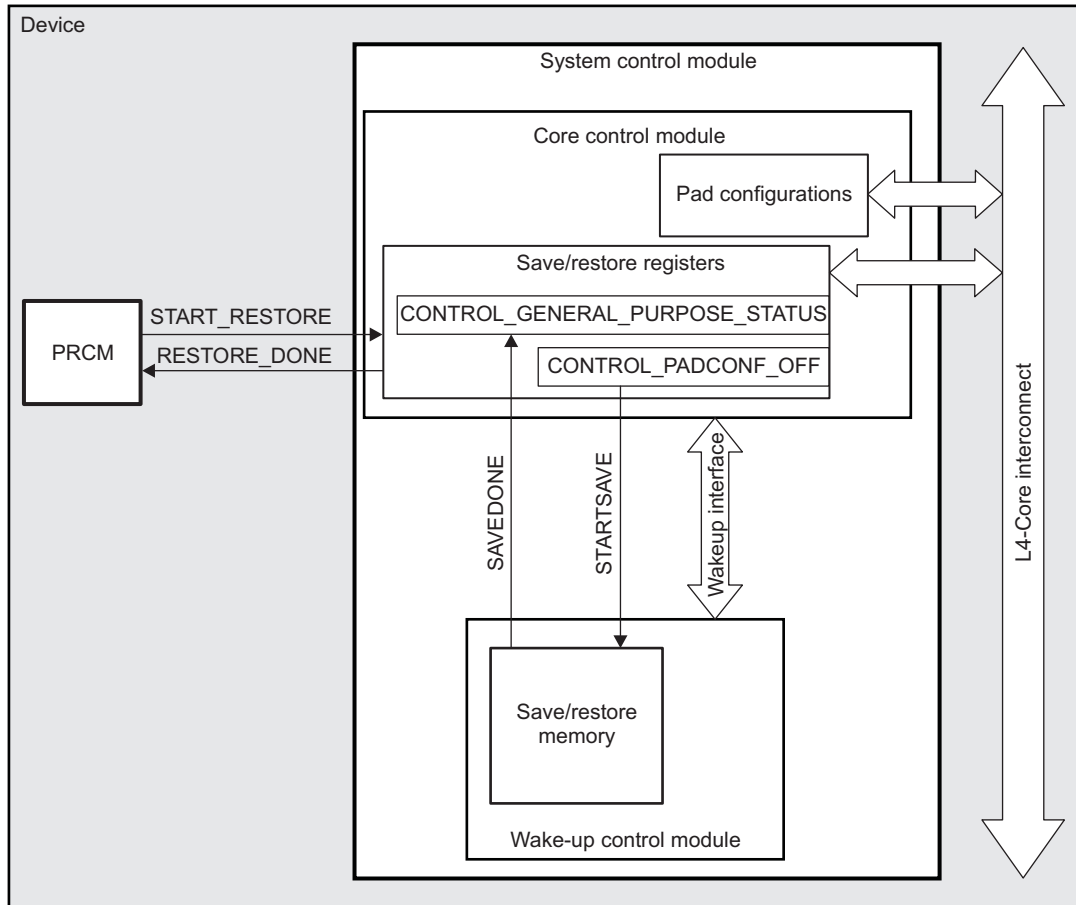 Device
System control module
Core control module
Pad configurations
Save/restore registers
CONTROL_GENERAL_PURPOSE_STATUS
CONTROL_PADCONF_OFF
START_RESTORE
RESTORE_DONE
PRCM
SAVEDONE
STARTSAVE
Wakeup interface
L4-Core interconnect
Save/restore
memory
Wake-up control module